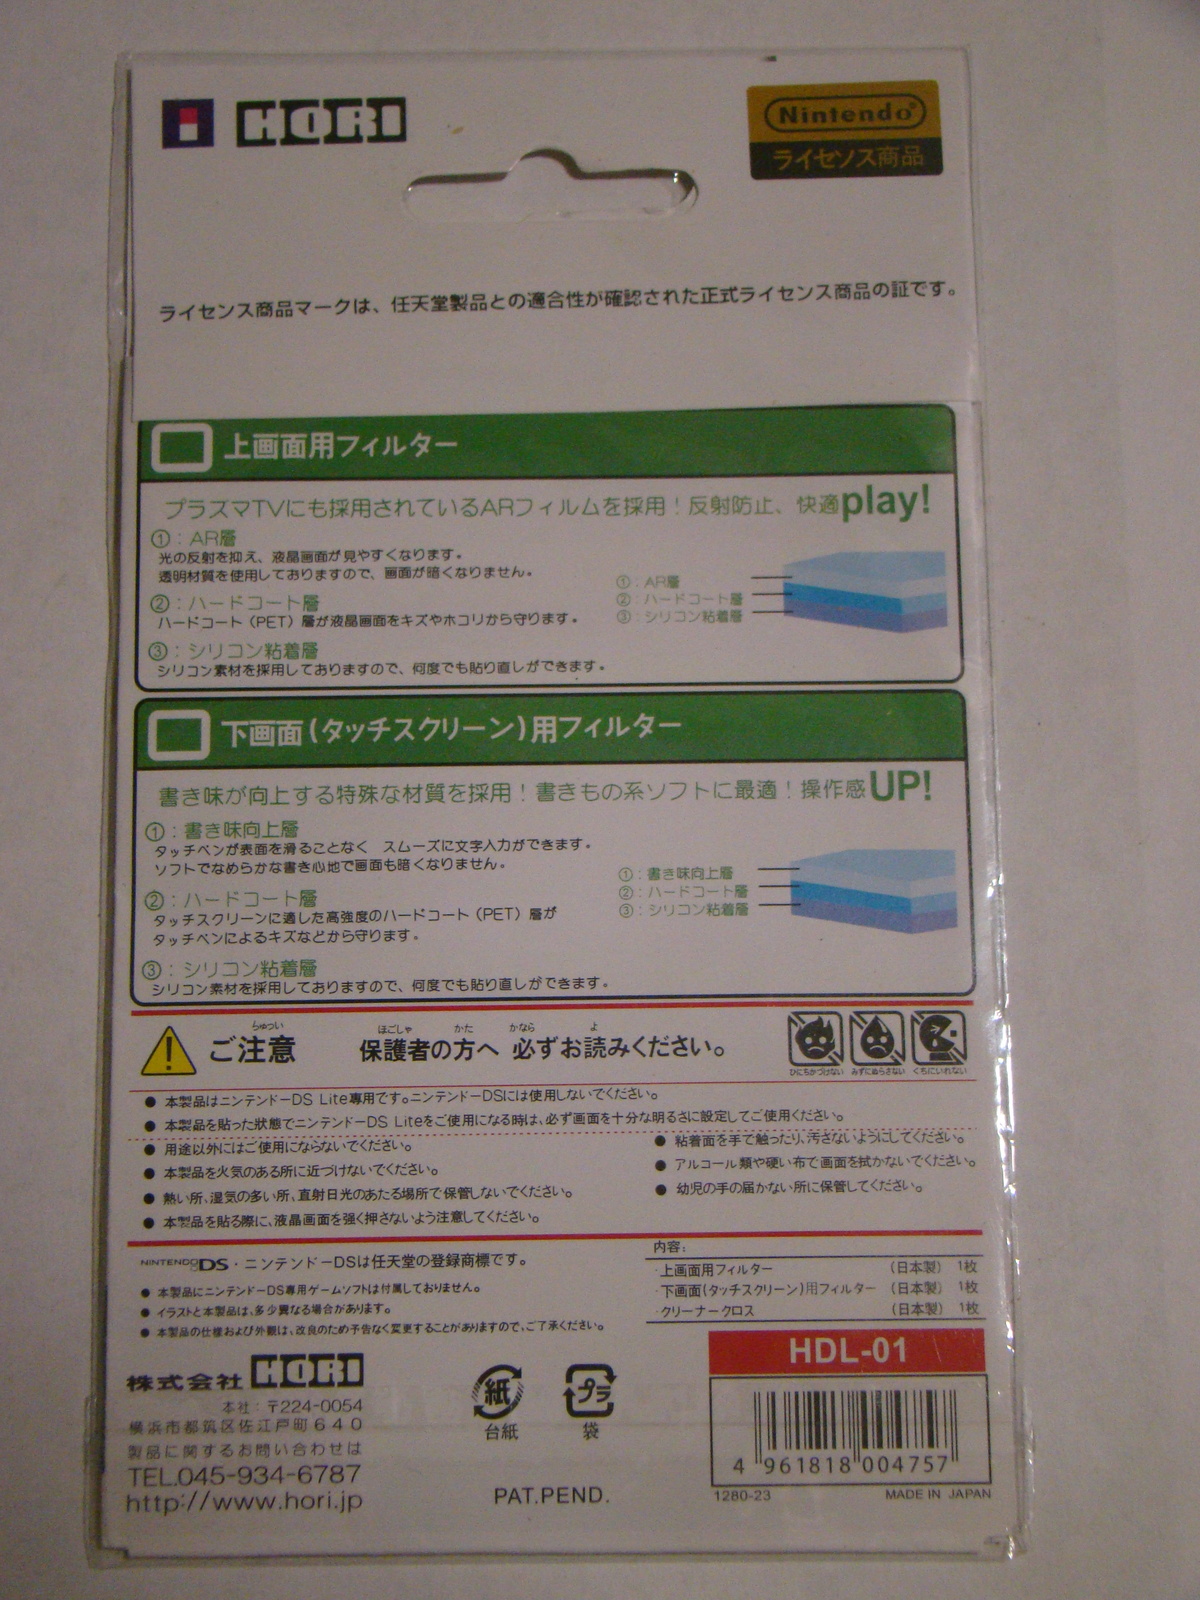 HORI
Nintendo
ライセンス商品
ライセンス商品マークは、任天堂製品との適合性が確認された正式ライセンス商品の証です。
上画面用フィルター
プラズマTVにも採用されているARフィルムを採用！反射防止、快適play!
①：AR層
光の反射を抑え、液晶画面が見やすくなります。
透明材質を使用しておりますので、画面が暗くなりません。
②：ハードコート層
ハードコート（PET）層が液晶画面をキズやホコリから守ります。
③：シリコン粘着層
シリコン素材を採用しておりますので、何度でも貼り直しができます。
①：AR層
②：ハードコート層
③：シリコン粘着層
下画面(タッチスクリーン)用フィルター
書き味が向上する特殊な材質を採用！書きもの系ソフトに最適！操作感UP!
①：書き味向上層
タッチペンが表面を滑ることなく スムーズに文字入力ができます。
ソフトでなめらかな書き心地で画面も暗くなりません。
②：ハードコート層
タッチスクリーンに適した高強度のハードコート（PET）層が
タッチペンによるキズなどから守ります。
③：シリコン粘着層
シリコン素材を採用しておりますので、何度でも貼り直しができます。
①：書き味向上層
②：ハードコート層
③：シリコン粘着層
ちゅうい ほごしゃ かた かなら よ
ご注意 保護者の方へ 必ずお読みください。
ひにちかづけない みずにぬらさない くちにいれない
● 本製品はニンテンドーDS Lite専用です。ニンテンドーDSには使用しないでください。
● 本製品を貼った状態でニンテンドーDS Liteをご使用になる時は、必ず画面を十分な明るさに設定してご使用ください。
● 用途以外にはご使用にならないでください。
● 本製品を火気のある所に近づけないでください。
● 熱い所、湿気の多い所、直射日光のあたる場所で保管しないでください。
● 本製品を貼る際に、液晶画面を強く押さないよう注意してください。
● 粘着面を手で触ったり、汚さないようにしてください。
● アルコール類や硬い布で画面を拭かないでください。
● 幼児の手の届かない所に保管してください。
NINTENDO DS・ニンテンドーDSは任天堂の登録商標です。
● 本製品にニンテンドーDS専用ゲームソフトは付属しておりません。
● イラストと本製品は、多少異なる場合があります。
● 本製品の仕様および外観は、改良のため予告なく変更することがありますので、ご了承ください。
内容：
・上画面用フィルター （日本製） 1枚
・下画面(タッチスクリーン)用フィルター （日本製） 1枚
・クリーナークロス （日本製） 1枚
株式会社 HORI
本社：〒224-0054
横浜市都筑区佐江戸町６４０
製品に関するお問い合わせは
TEL.045-934-6787
http://www.hori.jp
紙
台紙
プラ
袋
PAT.PEND.
HDL-01
4 961818 004757
1280-23
MADE IN JAPAN